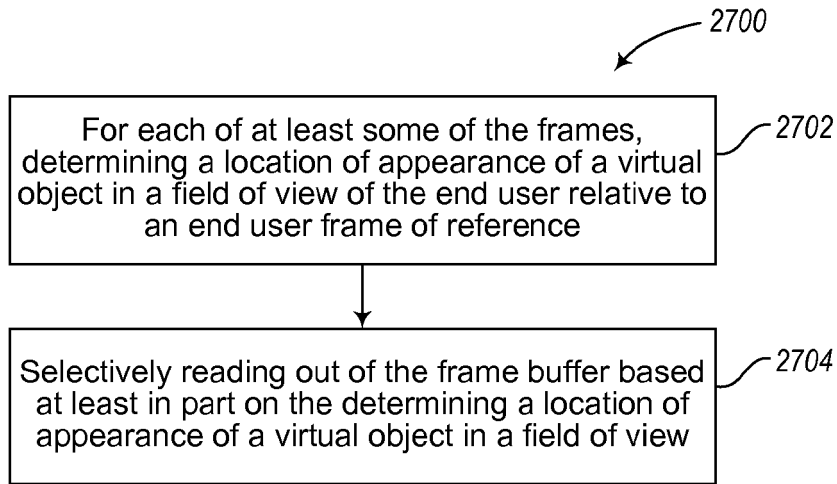 2700
For each of at least some of the frames,
determining a location of appearance of a virtual
object in a field of view of the end user relative to
an end user frame of reference
2702
Selectively reading out of the frame buffer based
at least in part on the determining a location of
appearance of a virtual object in a field of view
2704